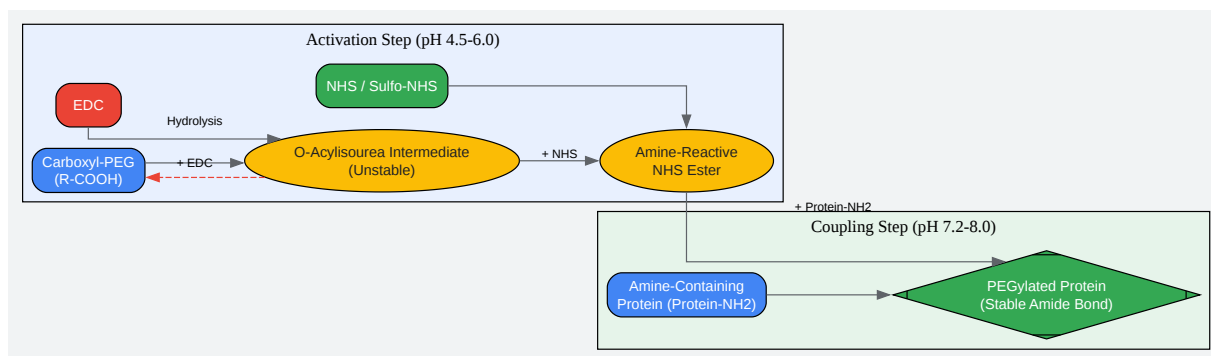 Activation Step (pH 4.5-6.0)
NHS / Sulfo-NHS
EDC
Hydrolysis
Carboxyl-PEG
(R-COOH)
+ EDC
O-Acylisourea Intermediate
(Unstable)
+ NHS
Amine-Reactive
NHS Ester
+ Protein-NH2
Coupling Step (pH 7.2-8.0)
Amine-Containing
Protein (Protein-NH2)
PEGylated Protein
(Stable Amide Bond)